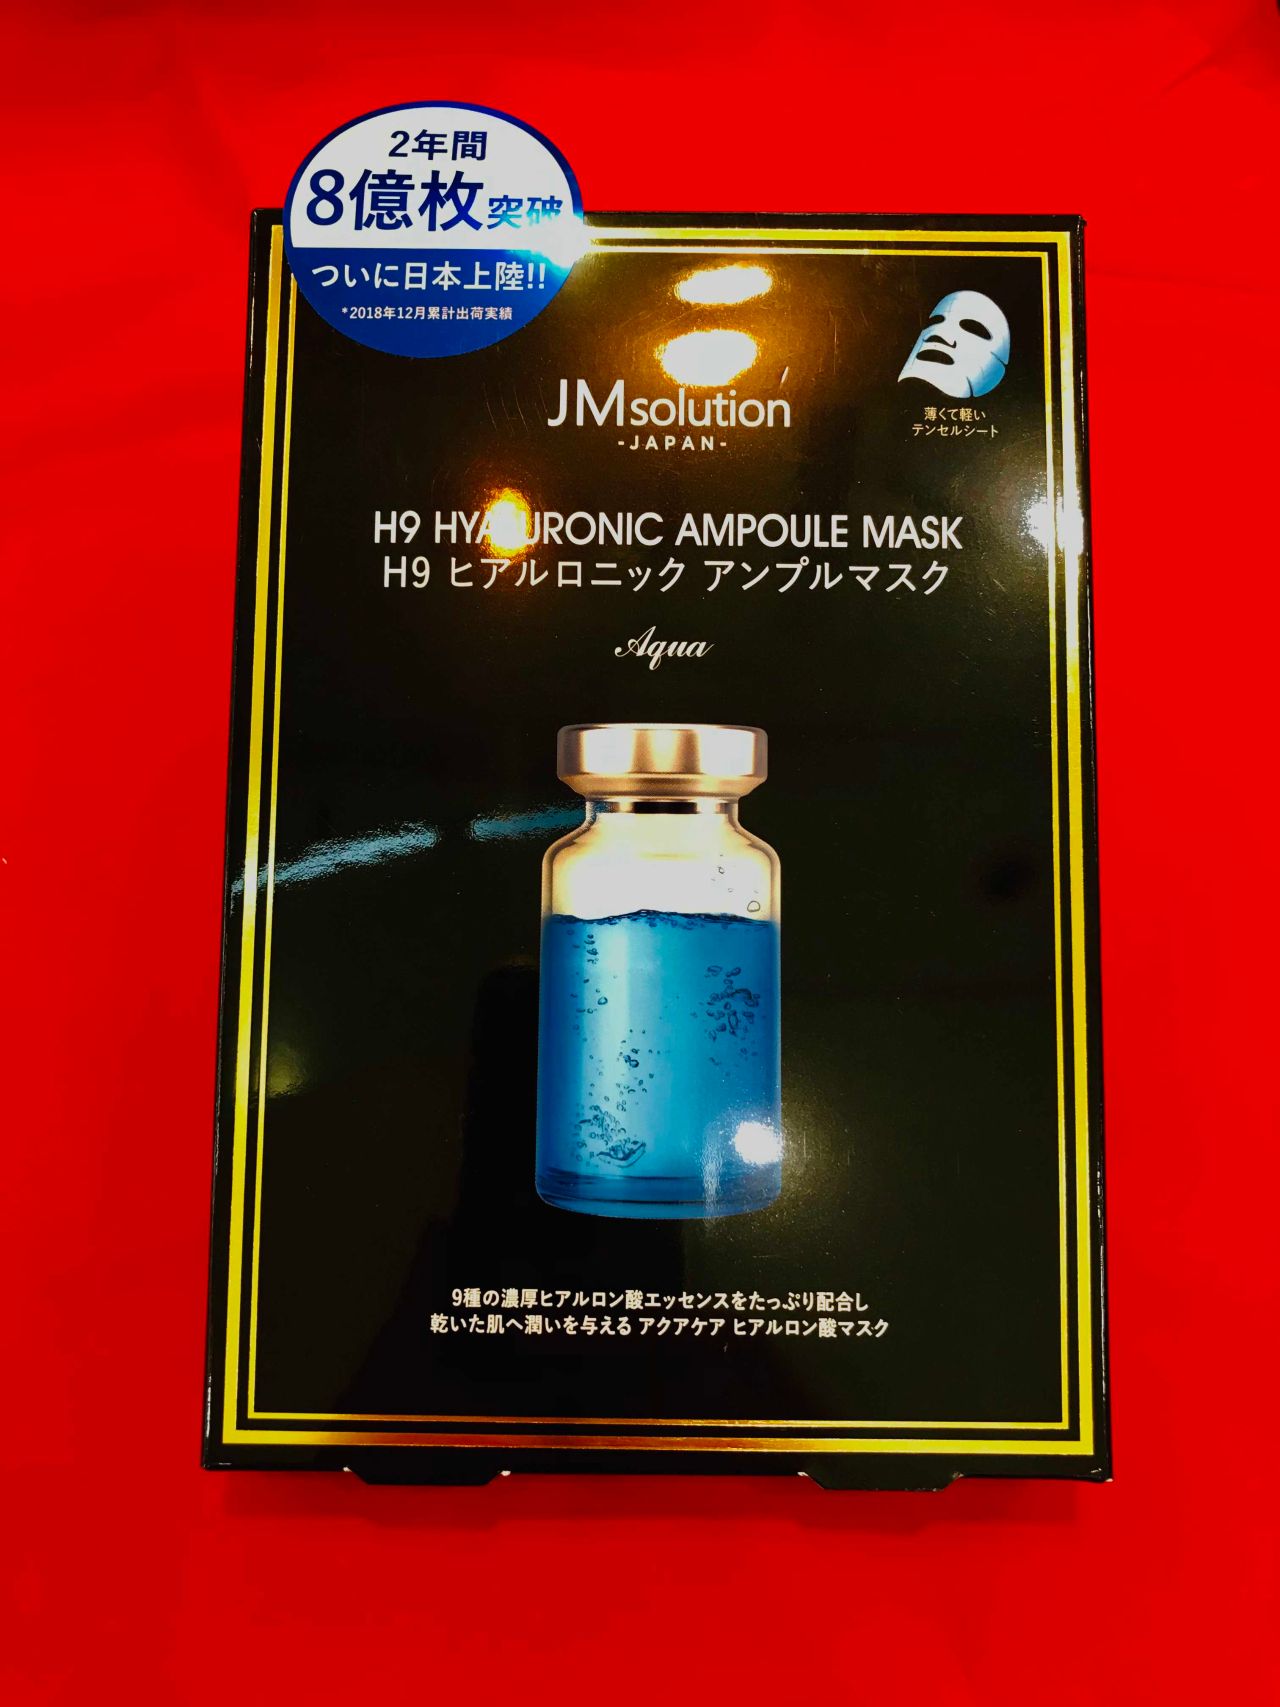 2年間
8億枚突破
ついに日本上陸!!
*2018年12月累計出荷実績
薄くて軽い
テンセルシート
JMsolution
-JAPAN-
H9 HYALURONIC AMPOULE MASK
H9 ヒアルロニック アンプルマスク
Aqua
9種の濃厚ヒアルロン酸エッセンスをたっぷり配合し
乾いた肌へ潤いを与える アクアケア ヒアルロン酸マスク